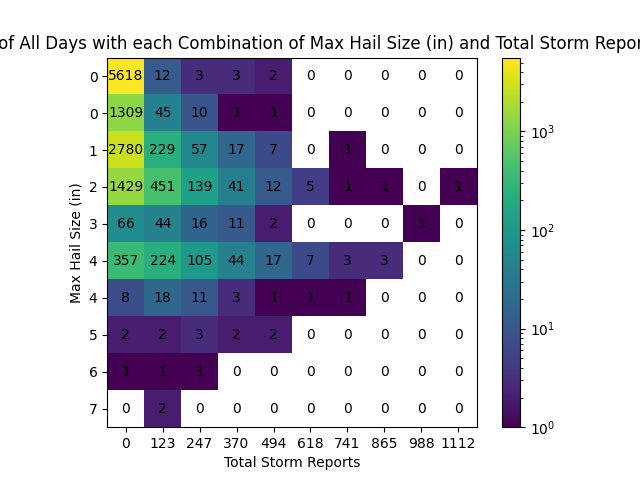 of All Days with each Combination of Max Hail Size (in) and Total Storm Repor
0 5618 12 3 3 2 0 0 0 0 0
0 1309 45 10 1 1 0 0 0 0 0
1 2780 229 57 17 7 0 1 0 0 0
2 1429 451 139 41 12 5 1 1 0 1
3 66 44 16 11 2 0 0 0 1 0
4 357 224 105 44 17 7 3 3 0 0
4 8 18 11 3 1 1 1 0 0 0
5 2 2 3 2 2 0 0 0 0 0
6 1 1 1 0 0 0 0 0 0 0
7 0 2 0 0 0 0 0 0 0 0
0 123 247 370 494 618 741 865 988 1112
Total Storm Reports
Max Hail Size (in)
10³
10²
10¹
10⁰